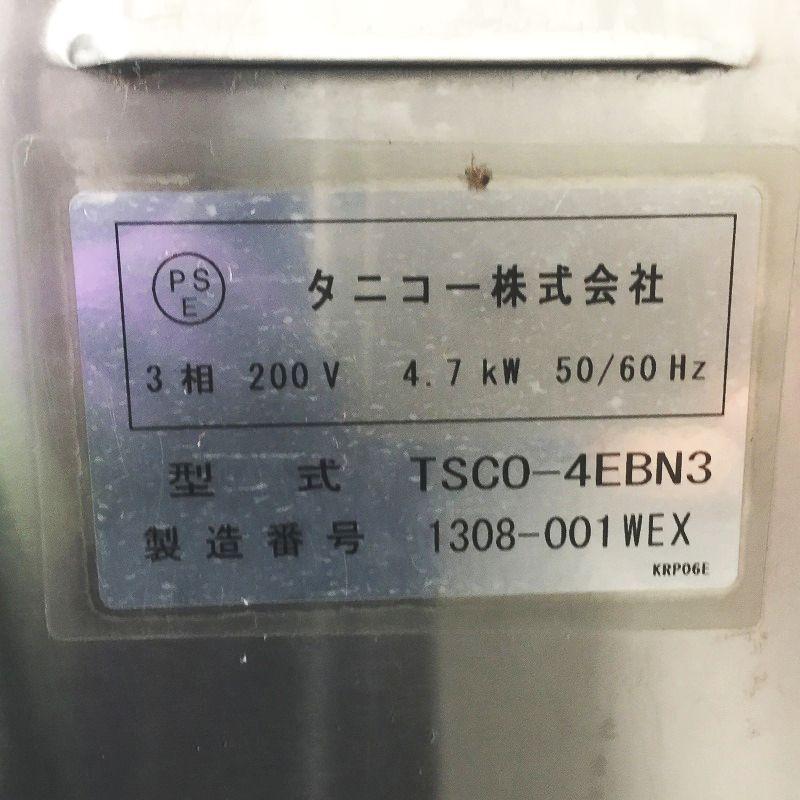 PS
E
タニコー株式会社
3相 200V 4.7kW 50/60Hz
型式 TSCO-4EBN3
製造番号 1308-001WEX
KRP06E